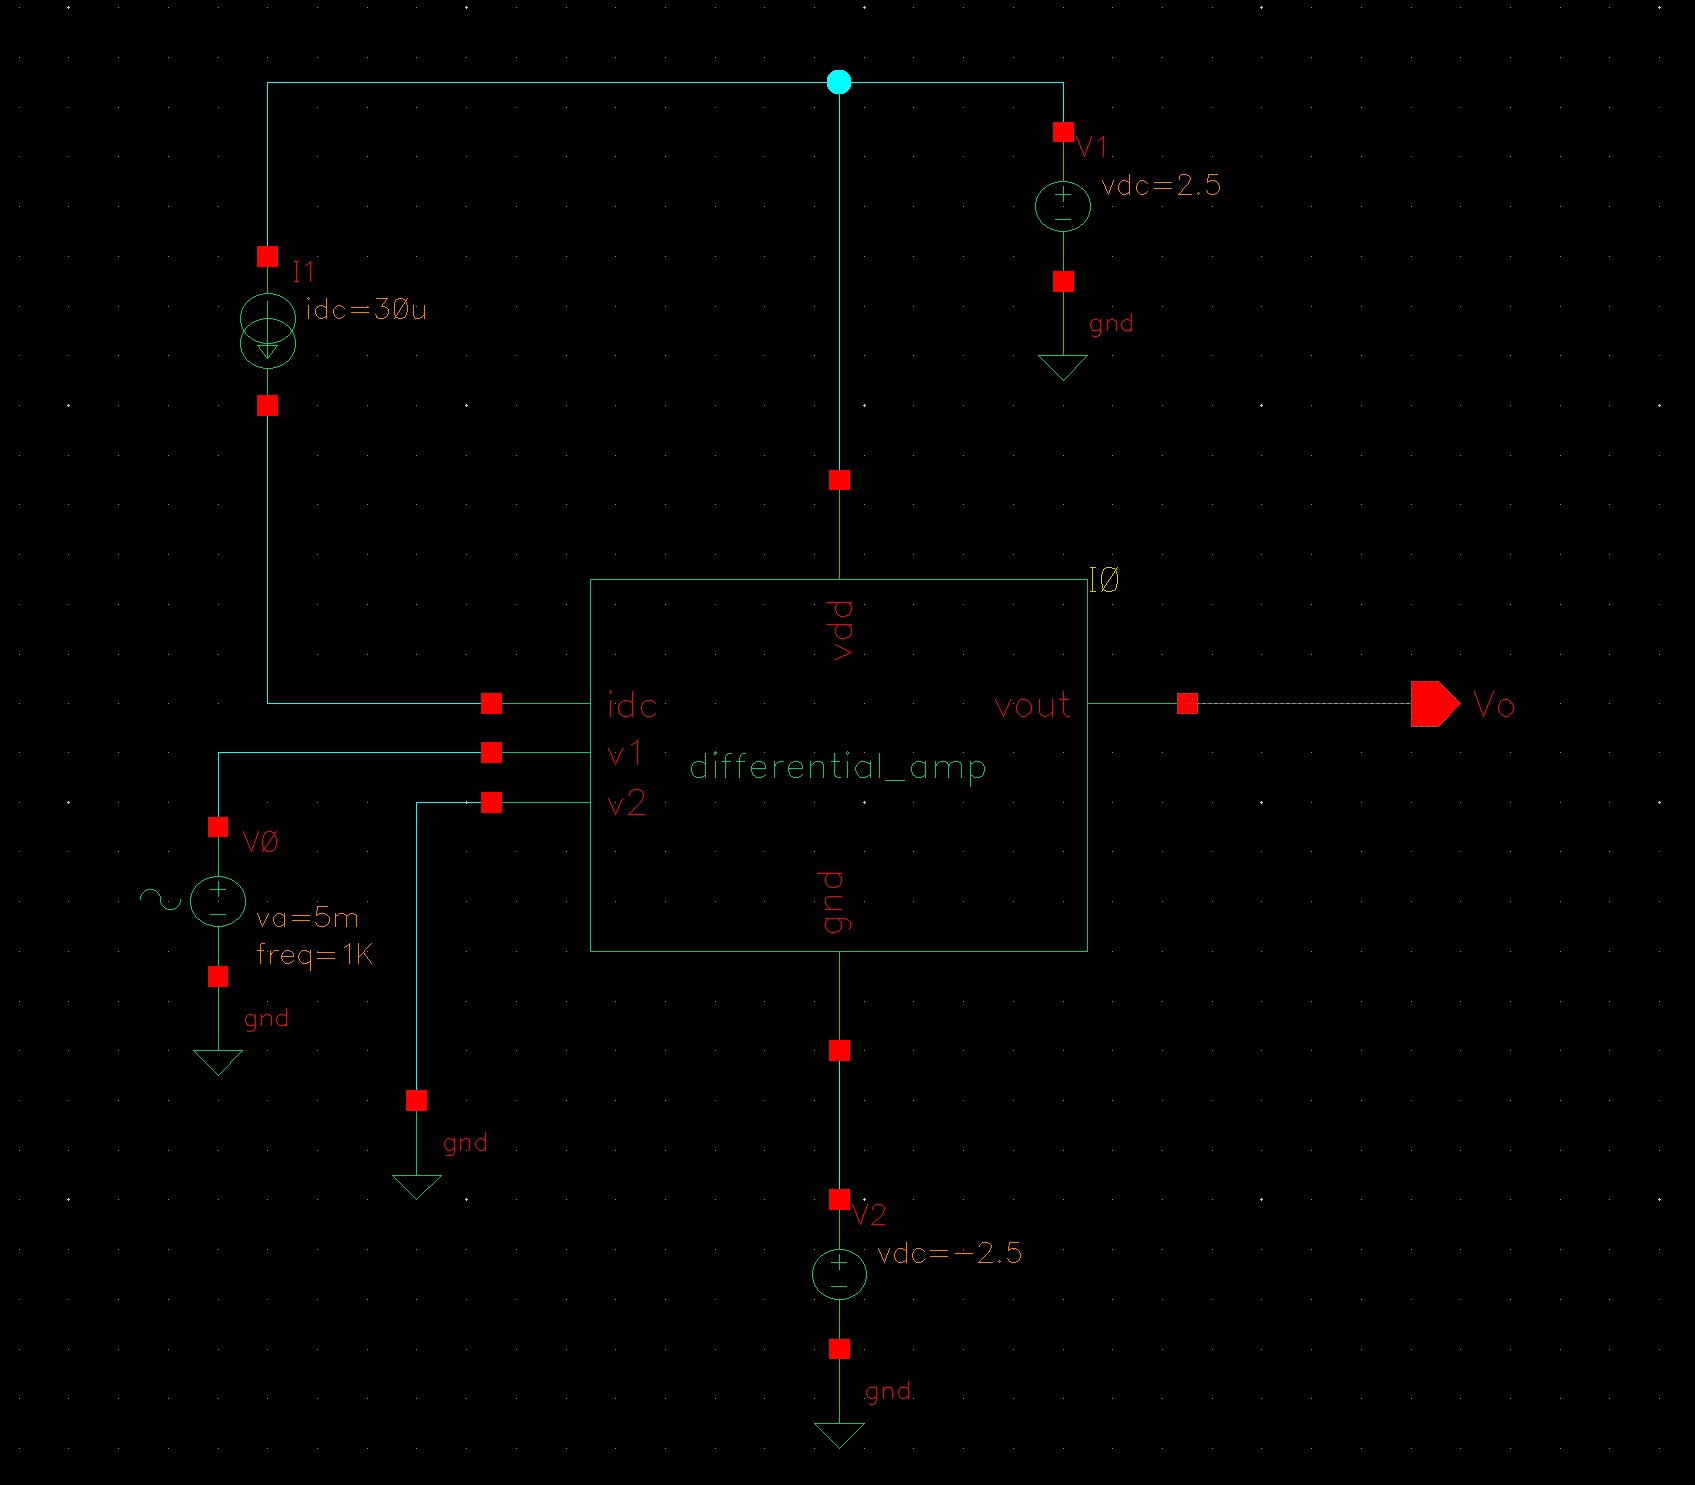 V1
vdc=2.5
gnd
I1
idc=30u
I0
vdd
idc
vout
Vo
v1
differential_amp
v2
gnd
V0
va=5m
freq=1K
gnd
gnd
V2
vdc=-2.5
gnd